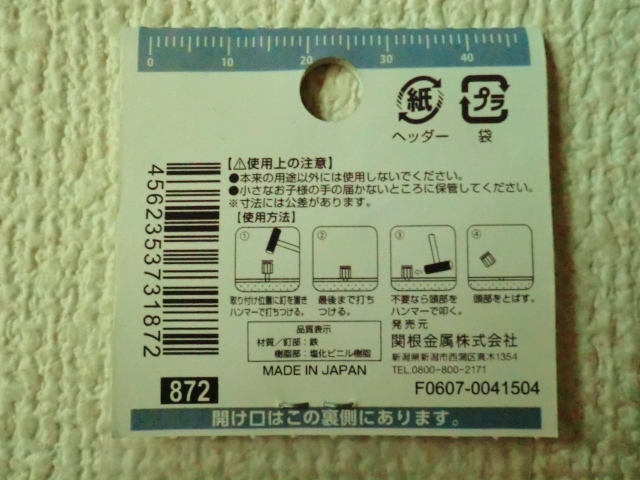 0 10 20 30 40
紙 プラ
ヘッダー 袋
【⚠使用上の注意】
●本来の用途以外には使用しないでください。
●小さなお子様の手の届かないところに保管してください。
※寸法には公差があります。
【使用方法】
① ② ③ ④
取り付け位置に釘を置き
ハンマーで打ちつける。
最後まで打ち
つける。
不要なら頭部を
ハンマーで叩く。
頭部をとばす。
品質表示
材質/釘部:鉄
樹脂部:塩化ビニル樹脂
MADE IN JAPAN
発売元
関根金属株式会社
新潟県新潟市西蒲区真木1354
TEL.0800-800-2171
F0607-0041504
4562353731872
872
開け口はこの裏側にあります。